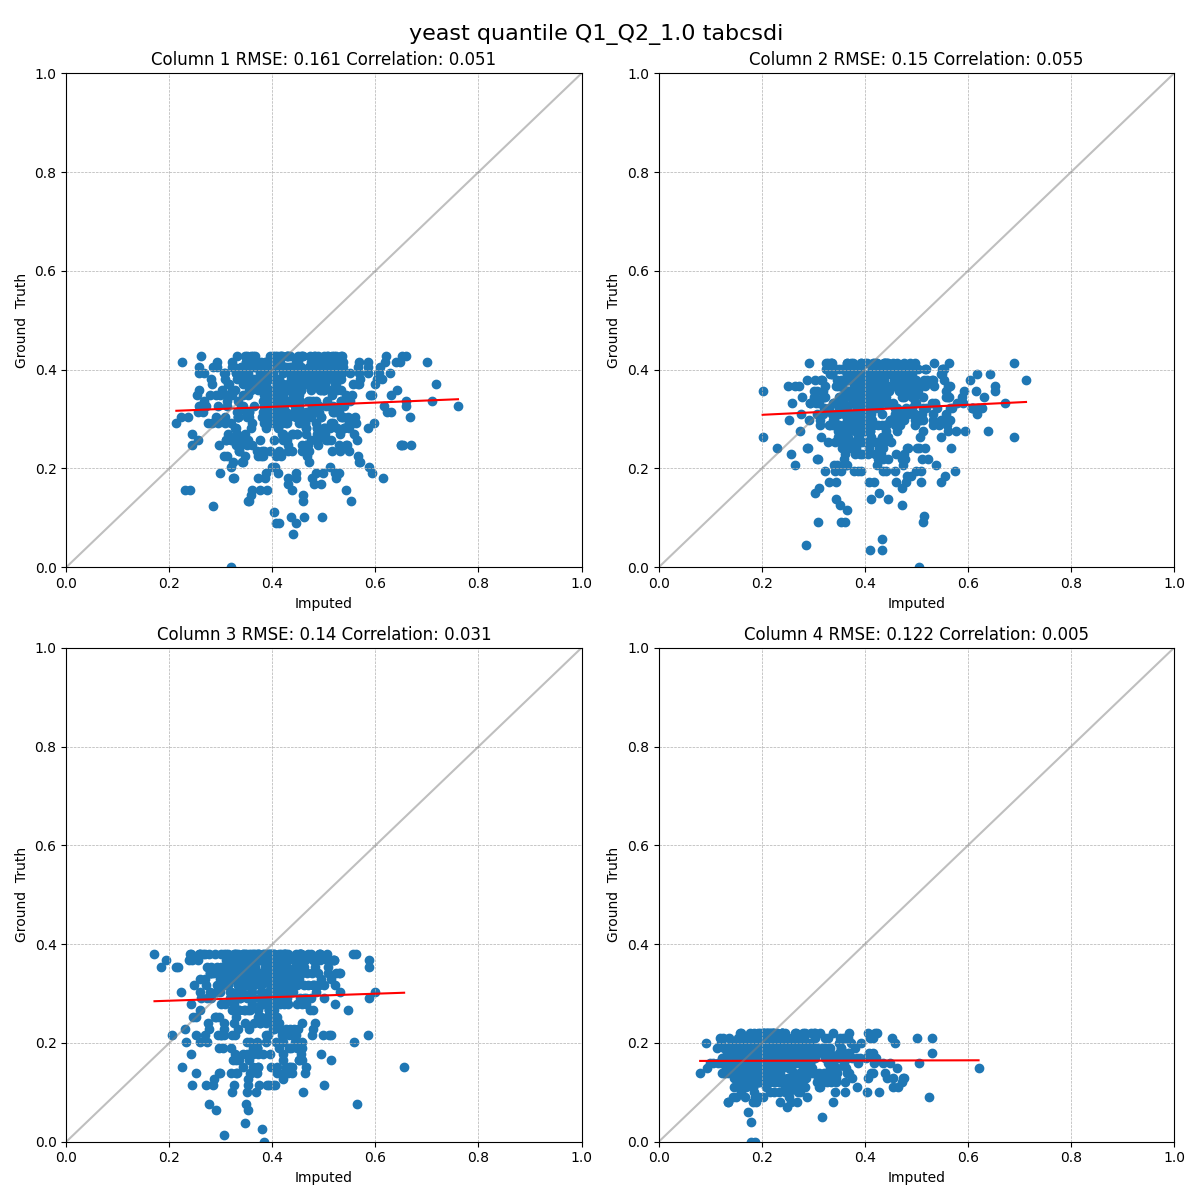 yeast quantile Q1_Q2_1.0 tabcsdi
Column 1 RMSE: 0.161 Correlation: 0.051
1.0
0.8
0.6
0.4
0.2
0.0
Ground Truth
0.0 0.2 0.4 0.6 0.8 1.0
Imputed
Column 2 RMSE: 0.15 Correlation: 0.055
1.0
0.8
0.6
0.4
0.2
0.0
Ground Truth
0.0 0.2 0.4 0.6 0.8 1.0
Imputed
Column 3 RMSE: 0.14 Correlation: 0.031
1.0
0.8
0.6
0.4
0.2
0.0
Ground Truth
0.0 0.2 0.4 0.6 0.8 1.0
Imputed
Column 4 RMSE: 0.122 Correlation: 0.005
1.0
0.8
0.6
0.4
0.2
0.0
Ground Truth
0.0 0.2 0.4 0.6 0.8 1.0
Imputed